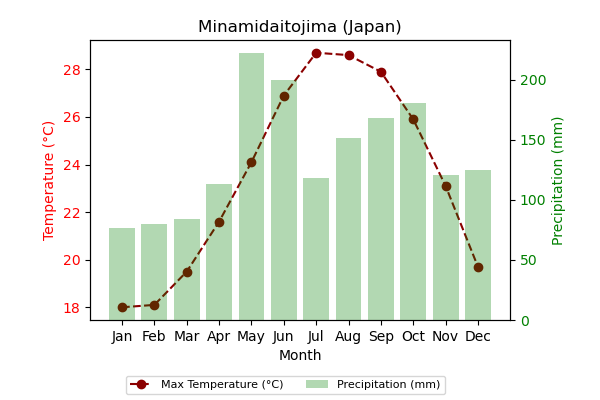 Minamidaitojima (Japan)
Temperature (°C)
28
26
24
22
20
18
200
150
100
50
0
Precipitation (mm)
Jan Feb Mar Apr May Jun Jul Aug Sep Oct Nov Dec
Month
Max Temperature (°C) Precipitation (mm)